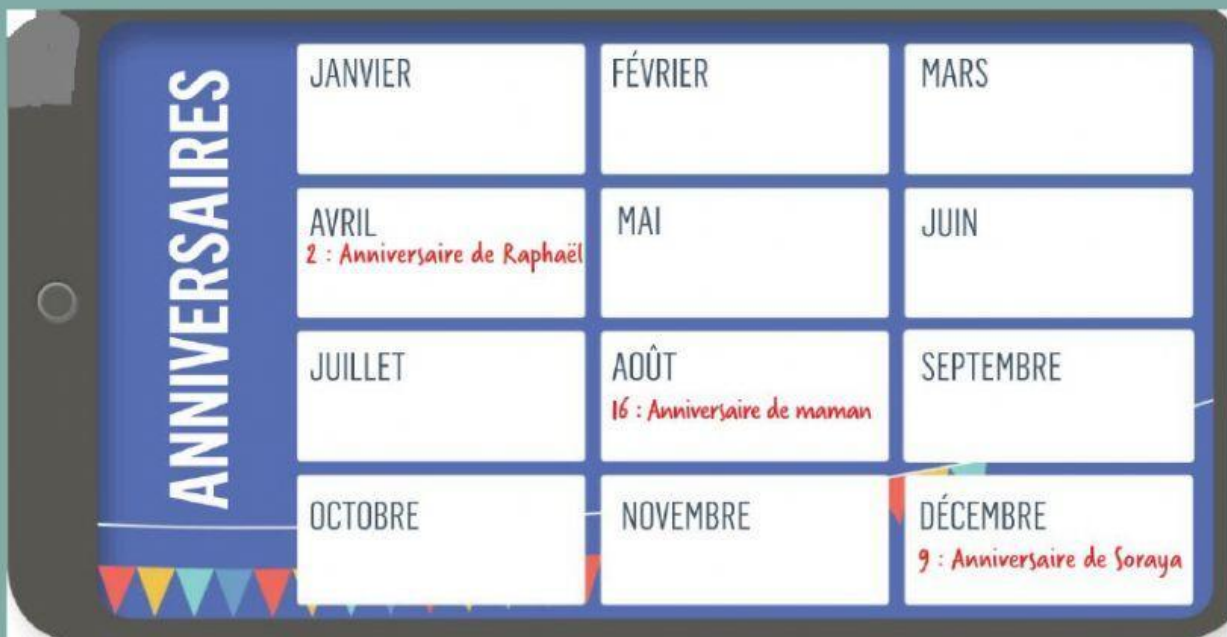 ANNIVERSAIRES
JANVIER
FÉVRIER
MARS
AVRIL
2 : Anniversaire de Raphaël
MAI
JUIN
JUILLET
AOÛT
16 : Anniversaire de maman
SEPTEMBRE
OCTOBRE
NOVEMBRE
DÉCEMBRE
9 : Anniversaire de Soraya